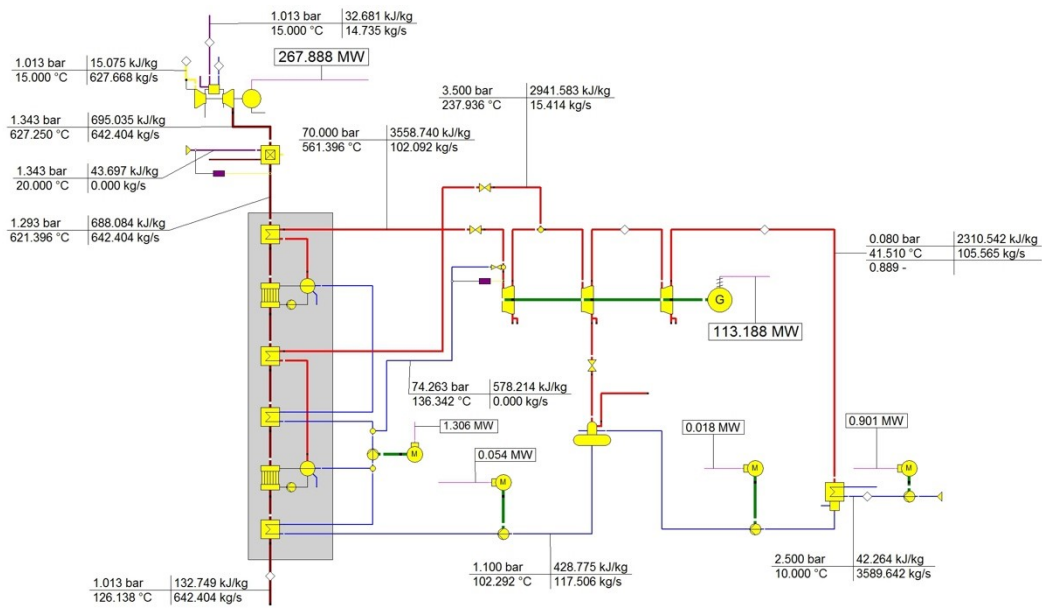 1.013 bar 32.681 kJ/kg
15.000 °C 14.735 kg/s
1.013 bar 15.075 kJ/kg
15.000 °C 627.668 kg/s
267.888 MW
3.500 bar 2941.583 kJ/kg
237.936 °C 15.414 kg/s
1.343 bar 695.035 kJ/kg
627.250 °C 642.404 kg/s
70.000 bar 3558.740 kJ/kg
561.396 °C 102.092 kg/s
1.343 bar 43.697 kJ/kg
20.000 °C 0.000 kg/s
1.293 bar 688.084 kJ/kg
621.396 °C 642.404 kg/s
0.080 bar 2310.542 kJ/kg
41.510 °C 105.565 kg/s
0.889 -
G
113.188 MW
74.263 bar 578.214 kJ/kg
136.342 °C 0.000 kg/s
1.306 MW
M
0.054 MW
M
0.018 MW
M
0.901 MW
M
1.100 bar 428.775 kJ/kg
102.292 °C 117.506 kg/s
2.500 bar 42.264 kJ/kg
10.000 °C 3589.642 kg/s
1.013 bar 132.749 kJ/kg
126.138 °C 642.404 kg/s